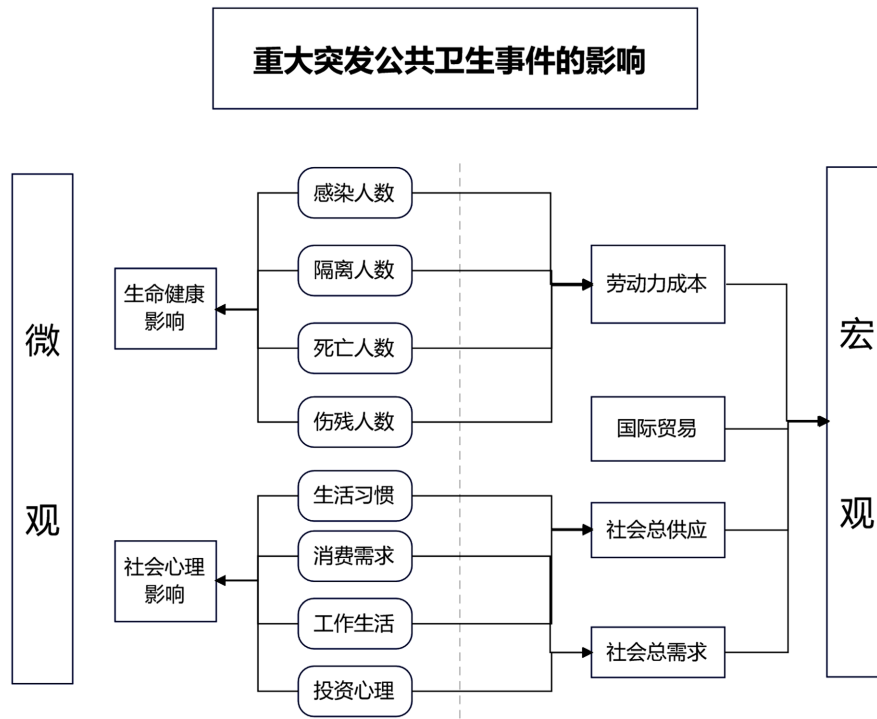 重大突发公共卫生事件的影响
微
观
生命健康
影响
社会心理
影响
感染人数
隔离人数
死亡人数
伤残人数
生活习惯
消费需求
工作生活
投资心理
劳动力成本
国际贸易
社会总供应
社会总需求
宏
观